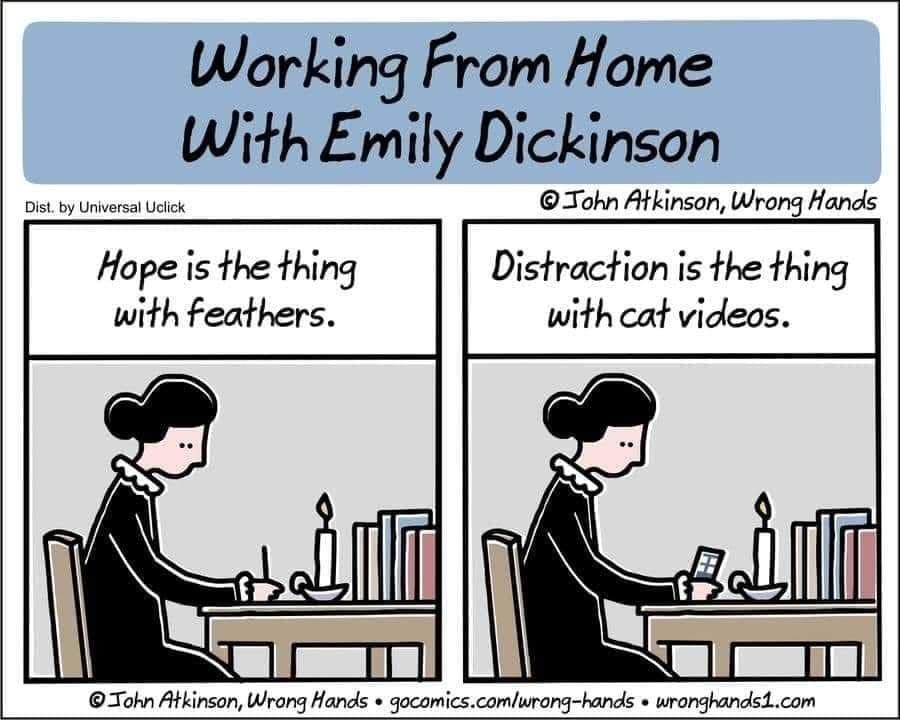 Working From Home
With Emily Dickinson
Dist. by Universal Uclick
© John Atkinson, Wrong Hands
Hope is the thing
with feathers.
Distraction is the thing
with cat videos.
© John Atkinson, Wrong Hands • gocomics.com/wrong-hands • wronghands1.com